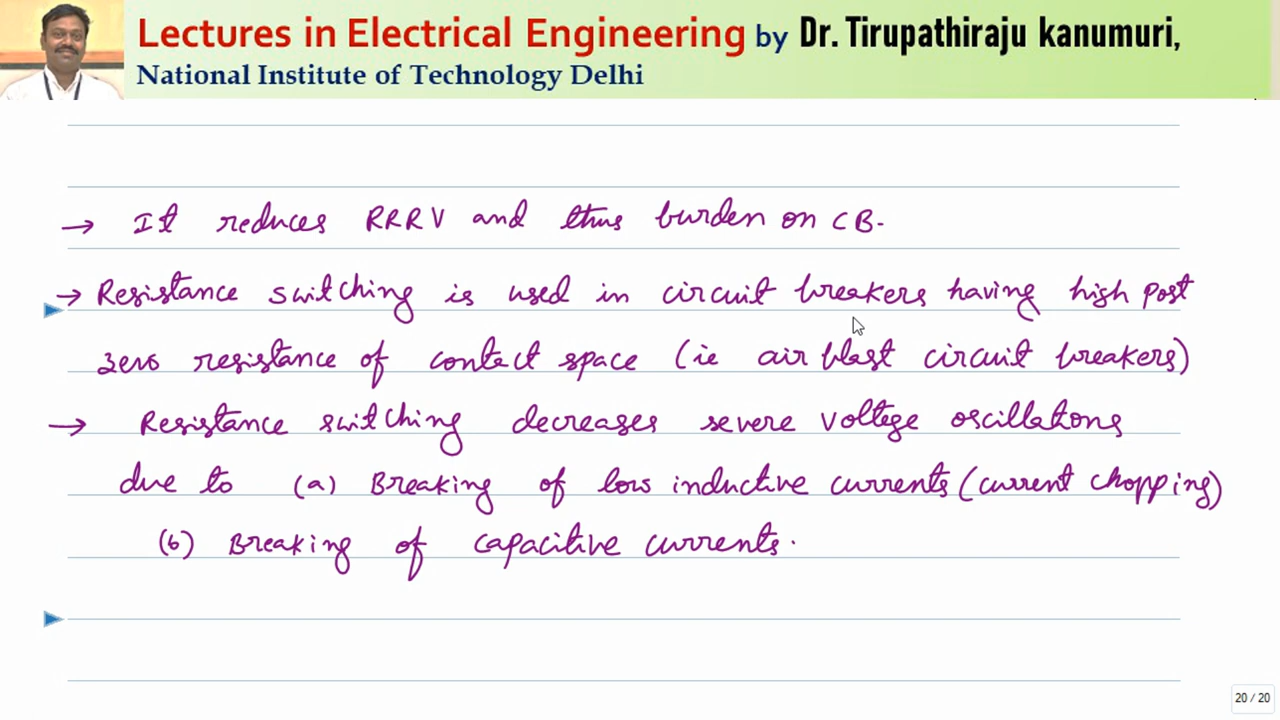 Lectures in Electrical Engineering by Dr. Tirupathiraju kanumuri,
National Institute of Technology Delhi
→ It reduces RRRV and thus burden on CB.
→ Resistance switching is used in circuit breakers having high post
zero resistance of contact space (ie air blast circuit breakers)
→ Resistance switching decreases severe voltege oscillations
due to (a) Breaking of low inductive currents (current chopping)
(b) Breaking of capacitive currents.
20 / 20